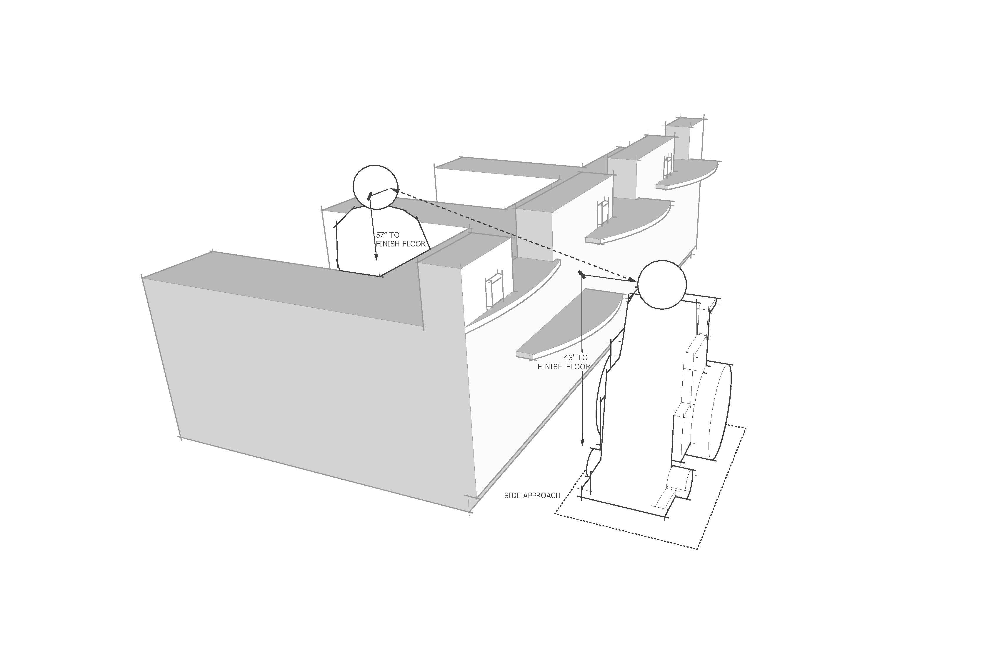 57” TO
FINISH FLOOR
43" TO
FINISH FLOOR
SIDE APPROACH